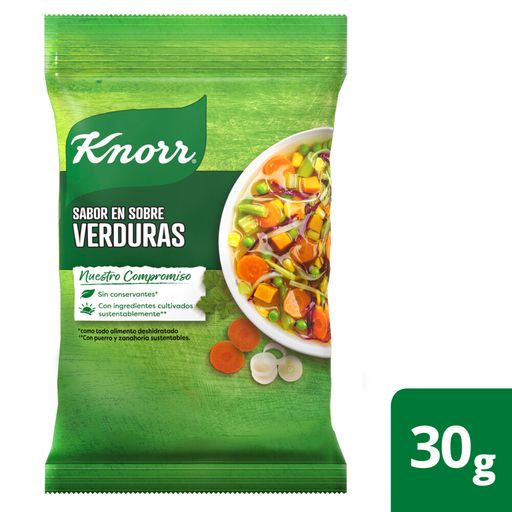 Knorr®
SABOR EN SOBRE
VERDURAS
Nuestro Compromiso
Sin conservantes*
Con ingredientes cultivados
sustentablemente**
*como todo alimento deshidratado
**Con puerro y zanahoria sustentables.
30g